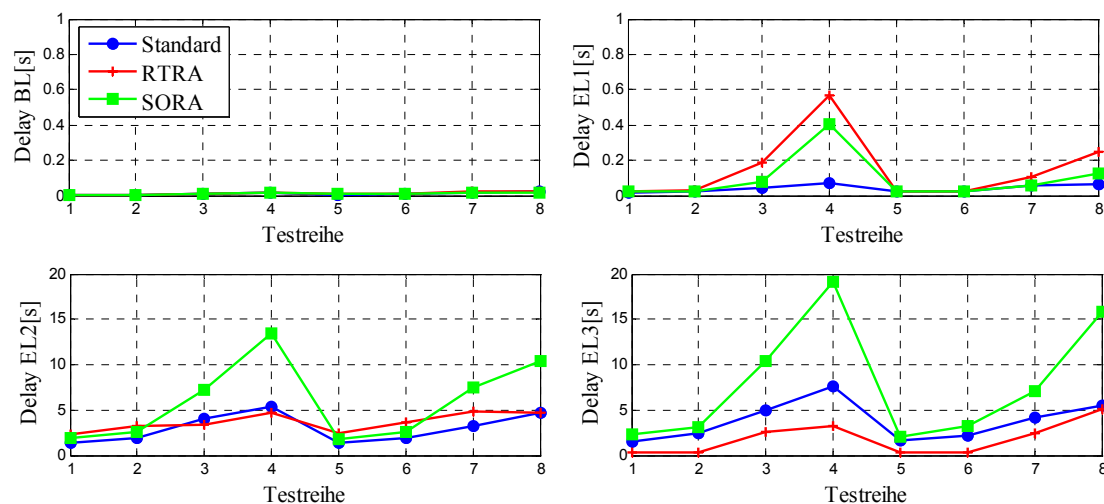 Delay BL[s]
1
0.8
0.6
0.4
0.2
0
Standard
RTRA
SORA
1 2 3 4 5 6 7 8
Testreihe
Delay EL1[s]
1
0.8
0.6
0.4
0.2
0
1 2 3 4 5 6 7 8
Testreihe
Delay EL2[s]
20
15
10
5
0
1 2 3 4 5 6 7 8
Testreihe
Delay EL3[s]
20
15
10
5
0
1 2 3 4 5 6 7 8
Testreihe